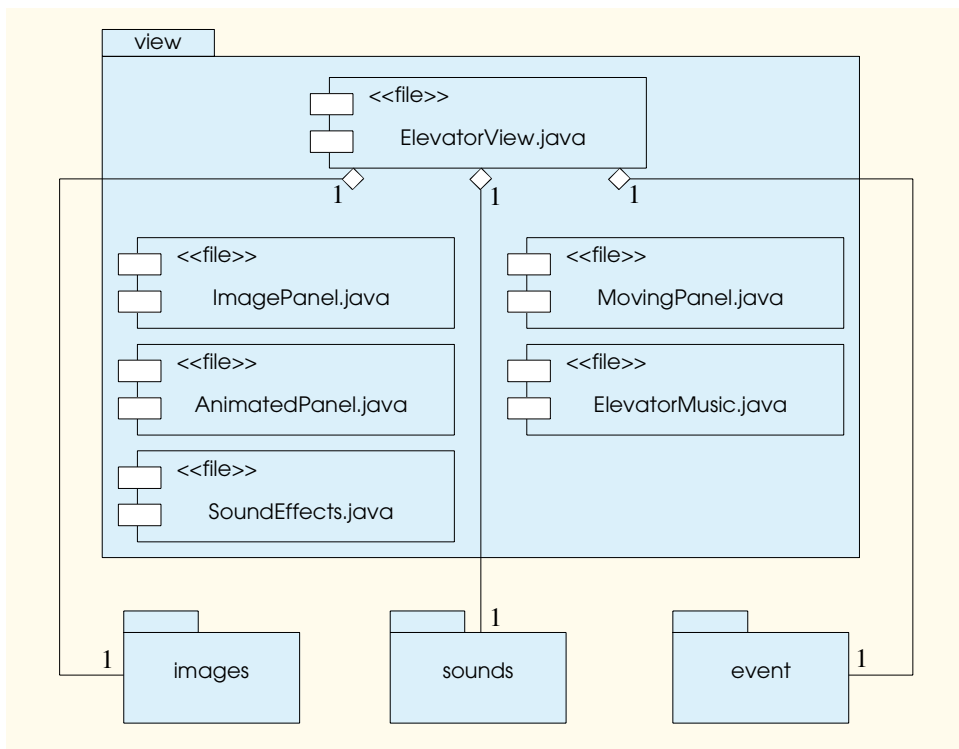 view
<<file>>
ElevatorView.java
1
1
1
<<file>>
ImagePanel.java
<<file>>
MovingPanel.java
<<file>>
AnimatedPanel.java
<<file>>
ElevatorMusic.java
<<file>>
SoundEffects.java
1
1
1
images
sounds
event